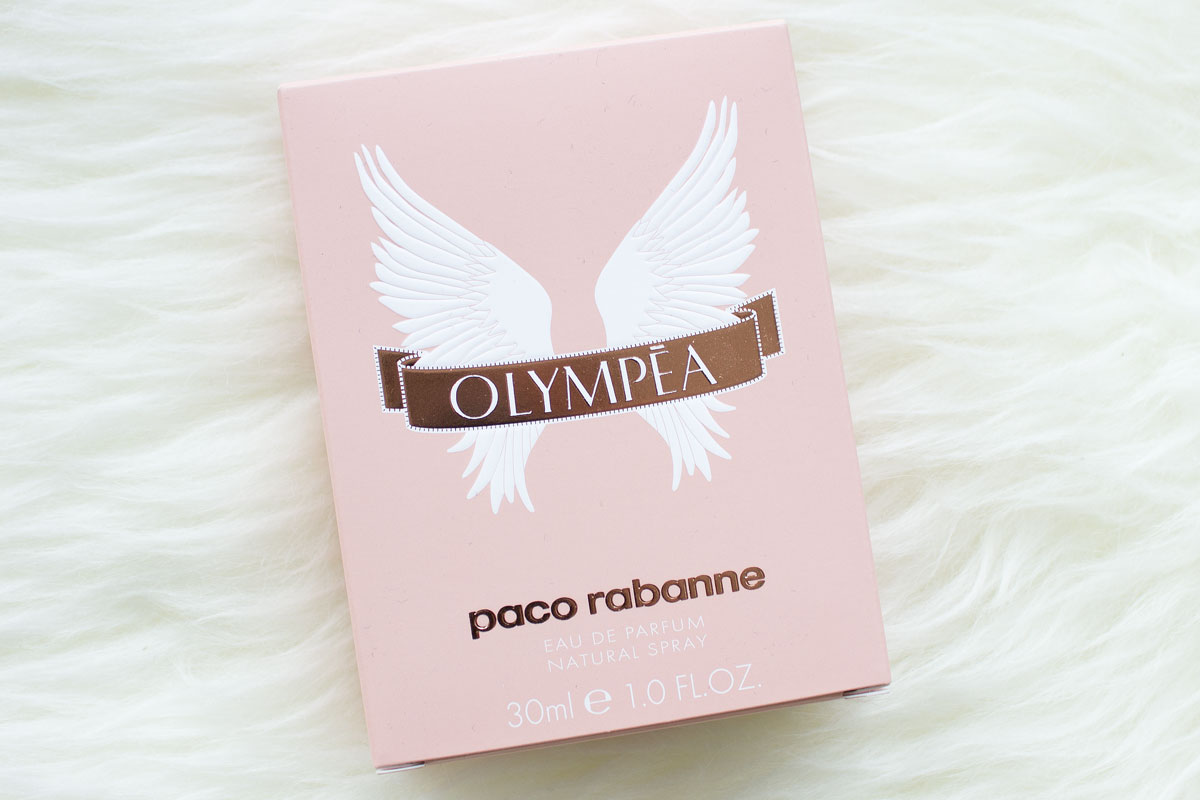 OLYMPĒA
paco rabanne
EAU DE PARFUM
NATURAL SPRAY
30ml ℮ 1.0 FL.OZ.